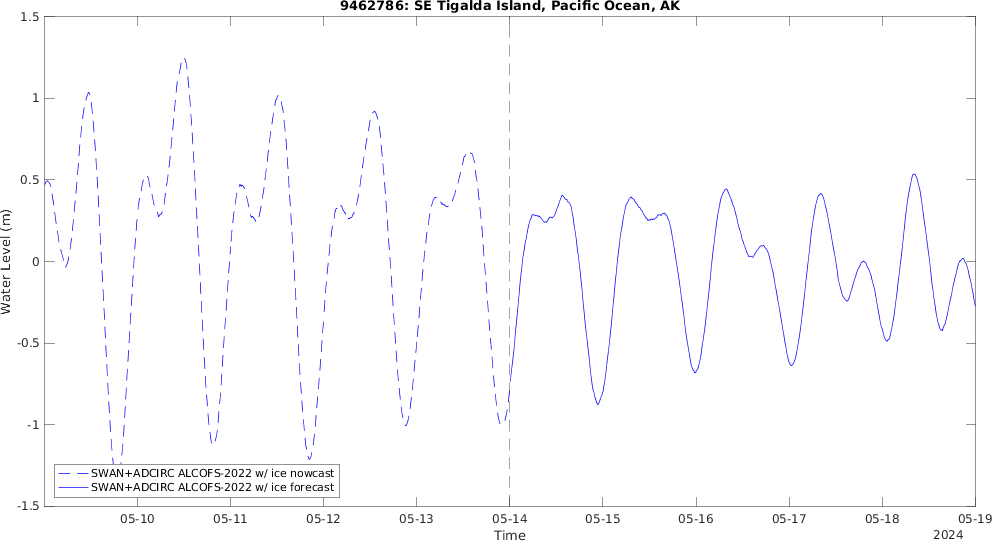 9462786: SE Tigalda Island, Pacific Ocean, AK
1.5
1
0.5
0
-0.5
-1
-1.5
Water Level (m)
SWAN+ADCIRC ALCOFS-2022 w/ ice nowcast
SWAN+ADCIRC ALCOFS-2022 w/ ice forecast
05-10 05-11 05-12 05-13 05-14 05-15 05-16 05-17 05-18 05-19
Time
2024